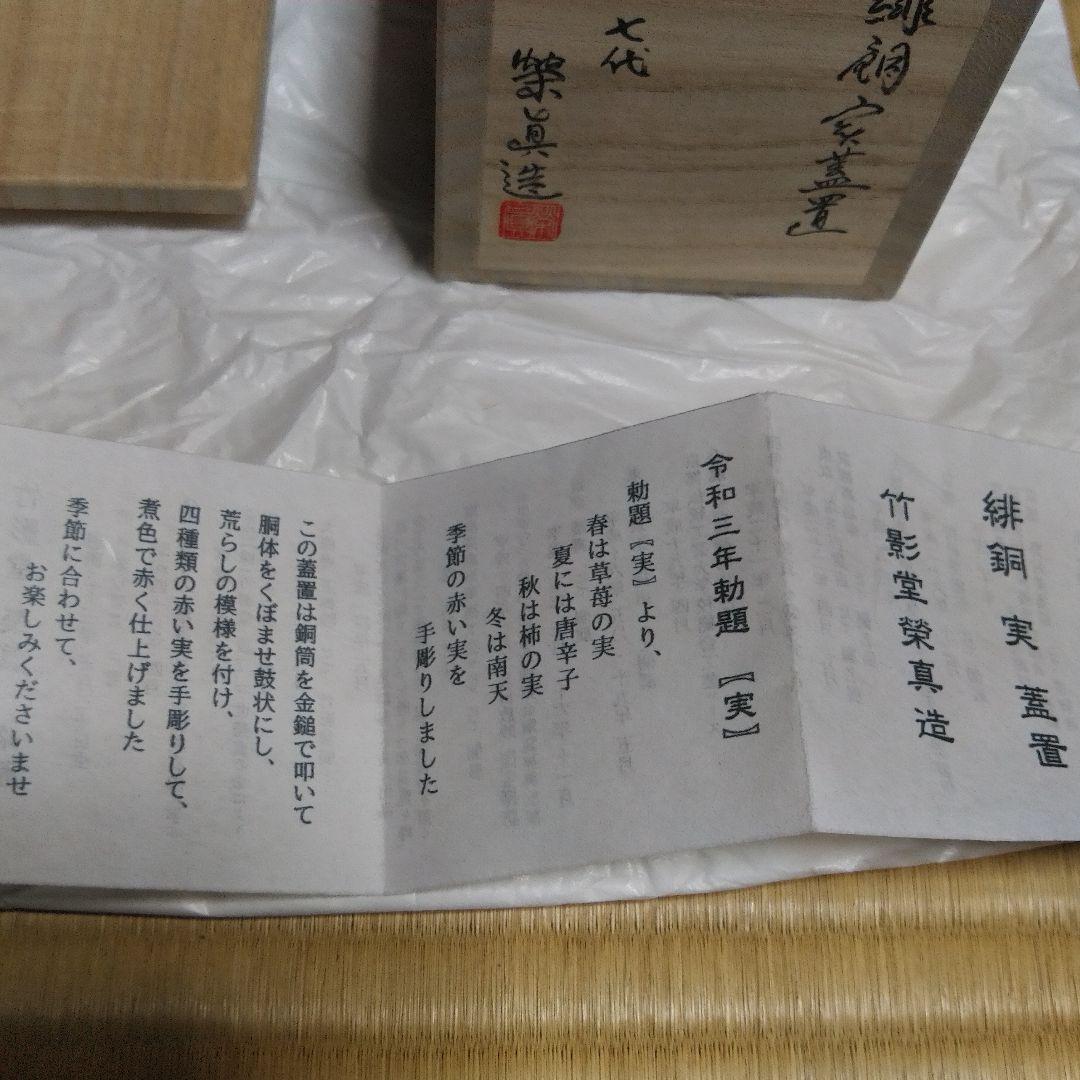 緋銅 実蓋置
七代
榮眞造
緋銅 実 蓋置
竹影堂榮真造
令和三年勅題 【実】
勅題【実】より、
春は草苺の実
夏には唐辛子
秋は柿の実
冬は南天
季節の赤い実を
手彫りしました
この蓋置は銅筒を金鎚で叩いて
胴体をくぼませ鼓状にし、
荒らしの模様を付け、
四種類の赤い実を手彫りして、
煮色で赤く仕上げました
季節に合わせて、
お楽しみくださいませ